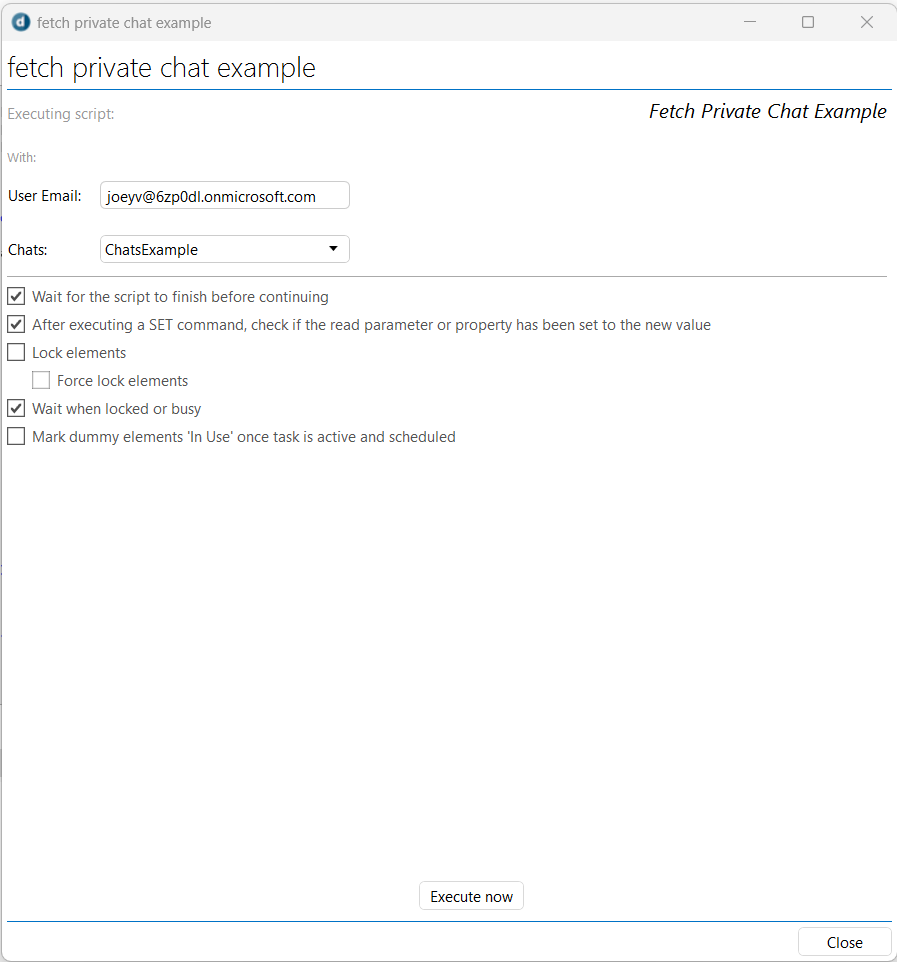 fetch private chat example
fetch private chat example
Executing script:
Fetch Private Chat Example
With:
User Email: joeyv@6zp0dl.onmicrosoft.com
Chats: ChatsExample
Wait for the script to finish before continuing
After executing a SET command, check if the read parameter or property has been set to the new value
Lock elements
Force lock elements
Wait when locked or busy
Mark dummy elements 'In Use' once task is active and scheduled
Execute now
Close